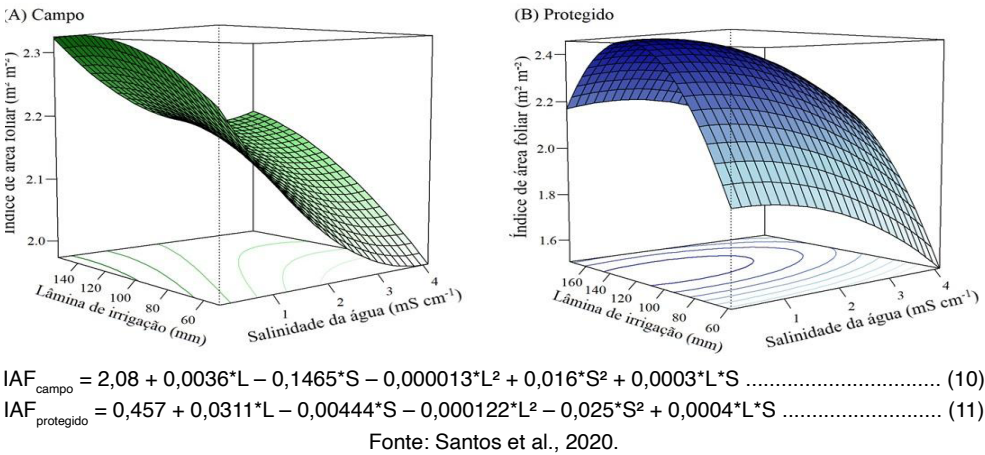 (A) Campo
(B) Protegido
Índice de área foliar (m² m⁻²)
2.3
2.2
2.1
2.0
140
120
100
80
60
Lâmina de irrigação (mm)
1
2
3
4
Salinidade da água (mS cm⁻¹)
Índice de área foliar (m² m⁻²)
2.4
2.2
2.0
1.8
1.6
160
140
120
100
80
60
Lâmina de irrigação (mm)
1
2
3
4
Salinidade da água (mS cm⁻¹)
IAF campo = 2,08 + 0,0036*L – 0,1465*S – 0,000013*L² + 0,016*S² + 0,0003*L*S .................................. (10)
IAF protegido = 0,457 + 0,0311*L – 0,00444*S – 0,000122*L² – 0,025*S² + 0,0004*L*S ............................ (11)
Fonte: Santos et al., 2020.